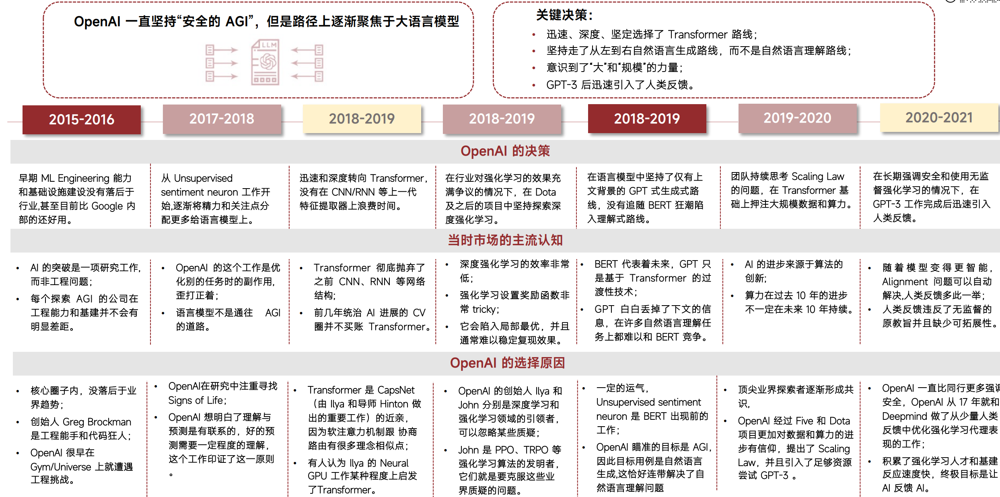 OpenAI 一直坚持“安全的 AGI”，但是路径上逐渐聚焦于大语言模型
LLM
关键决策：
• 迅速、深度、坚定选择了 Transformer 路线；
• 坚持走了从左到右自然语言生成路线，而不是自然语言理解路线；
• 意识到了“大”和“规模”的力量；
• GPT-3 后迅速引入了人类反馈。
2015-2016
2017-2018
2018-2019
2018-2019
2018-2019
2019-2020
2020-2021
OpenAI 的决策
早期 ML Engineering 能力
和基础设施建设没有落后于
行业,甚至目前比 Google 内
部的还好用。
从 Unsupervised
sentiment neuron 工作开
始,逐渐将精力和关注点分
配更多给语言模型上。
迅速和深度转向 Transformer，
没有在 CNN/RNN 等上一代
特征提取器上浪费时间。
在行业对强化学习的效果充
满争议的情况下，在 Dota
及之后的项目中坚持探索深
度强化学习。
在语言模型中坚持了仅有上
文背景的 GPT 式生成式路
线，没有追随 BERT 狂潮陷
入理解式路线。
团队持续思考 Scaling Law
的问题，在 Transformer 基
础上押注大规模数据和算力。
在长期强调安全和使用无监
督强化学习的情况下，在
GPT-3 工作完成后迅速引入
人类反馈。
当时市场的主流认知
• AI 的突破是一项研究工作，
而非工程问题；
• 每个探索 AGI 的公司在
工程能力和基建并不会有
明显差距。
• OpenAI 的这个工作是优
化别的任务时的副作用，
歪打正着；
• 语言模型不是通往 AGI
的道路。
• Transformer 彻底抛弃了
之前 CNN、RNN 等网络
结构；
• 前几年统治 AI 进展的 CV
圈并不买账 Transformer。
• 深度强化学习的效率非常
低；
• 强化学习设置奖励函数非
常 tricky；
• 它会陷入局部最优，并且
通常难以稳定复现效果。
• BERT 代表着未来，GPT 只
是基于 Transformer 的过
渡性技术；
• GPT 白白丢掉了下文的信
息，在许多自然语言理解任
务上都难以和 BERT 竞争。
• AI 的进步来源于算法的
创新；
• 算力在过去 10 年的进步
不一定在未来 10 年持续。
• 随着模型变得更智能，
Alignment 问题可以自动
解决,人类反馈多此一举；
• 人类反馈违反了无监督的
原教旨并且缺少可拓展性。
OpenAI 的选择原因
• 核心圈子内，没落后于业
界趋势；
• 创始人 Greg Brockman
是工程能手和代码狂人；
• OpenAI 很早在
Gym/Universe 上就遭遇
工程挑战。
• OpenAI在研究中注重寻找
Signs of Life；
• OpenAI 想明白了理解与
预测是有联系的，好的预
测需要一定程度的理解，
这个工作印证了这一原则
。
• Transformer 是 CapsNet
（由 Ilya 和导师 Hinton 做
出的重要工作）的近亲，
因为软注意力机制跟 协商
路由有很多理念相似点；
• 有人认为 Ilya 的 Neural
GPU 工作某种程度上启发
了Transformer。
• OpenAI 的创始人 Ilya 和
John 分别是深度学习和
强化学习领域的引领者，
可以忽略某些质疑；
• John 是 PPO、TRPO 等
强化学习算法的发明者，
它们就是要克服这些业
界质疑的问题。
• 一定的运气，
Unsupervised sentiment
neuron 是 BERT 出现前的
工作；
• OpenAI 瞄准的目标是 AGI，
因此目标用例是自然语言
生成,这恰好连带解决了自
然语言理解问题
• 顶尖业界探索者逐渐形成共
识，
• OpenAI 经过 Five 和 Dota
项目更加对数据和算力的进
步有信仰，提出了 Scaling
Law，并且引入了足够资源
尝试 GPT-3 。
• OpenAI 一直比同行更多强调
安全，OpenAI 从 17 年就和
Deepmind 做了从少量人类
反馈中优化强化学习代理表
现的工作；
• 积累了强化学习人才和基建
反应速度快，终极目标是让
AI 反馈 AI。